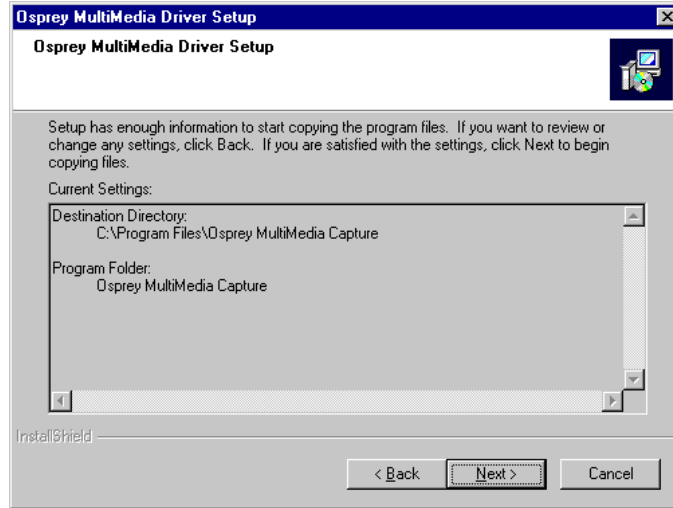 Osprey MultiMedia Driver Setup
Osprey MultiMedia Driver Setup
Setup has enough information to start copying the program files. If you want to review or
change any settings, click Back. If you are satisfied with the settings, click Next to begin
copying files.
Current Settings:
Destination Directory:
C:\Program Files\Osprey MultiMedia Capture
Program Folder:
Osprey MultiMedia Capture
InstallShield
< Back Next > Cancel